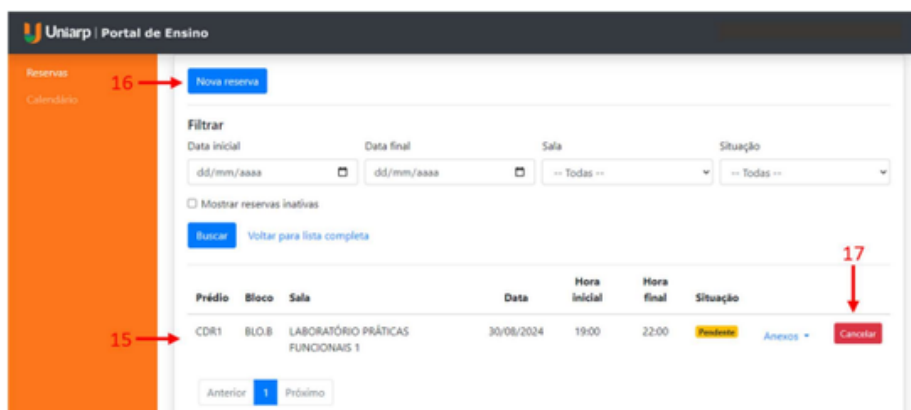 Uniarp | Portal de Ensino
Reservas
Calendário
16
Nova reserva
Filtrar
Data inicial Data final Sala Situação
dd/mm/aaaa dd/mm/aaaa -- Todas -- -- Todas --
Mostrar reservas inativas
Buscar Voltar para lista completa
17
Prédio Bloco Sala Data Hora inicial Hora final Situação
15
CDR1 BLO.B LABORATÓRIO PRÁTICAS FUNCIONAIS 1 30/08/2024 19:00 22:00 Pendente Anexos Cancelar
Anterior 1 Próximo